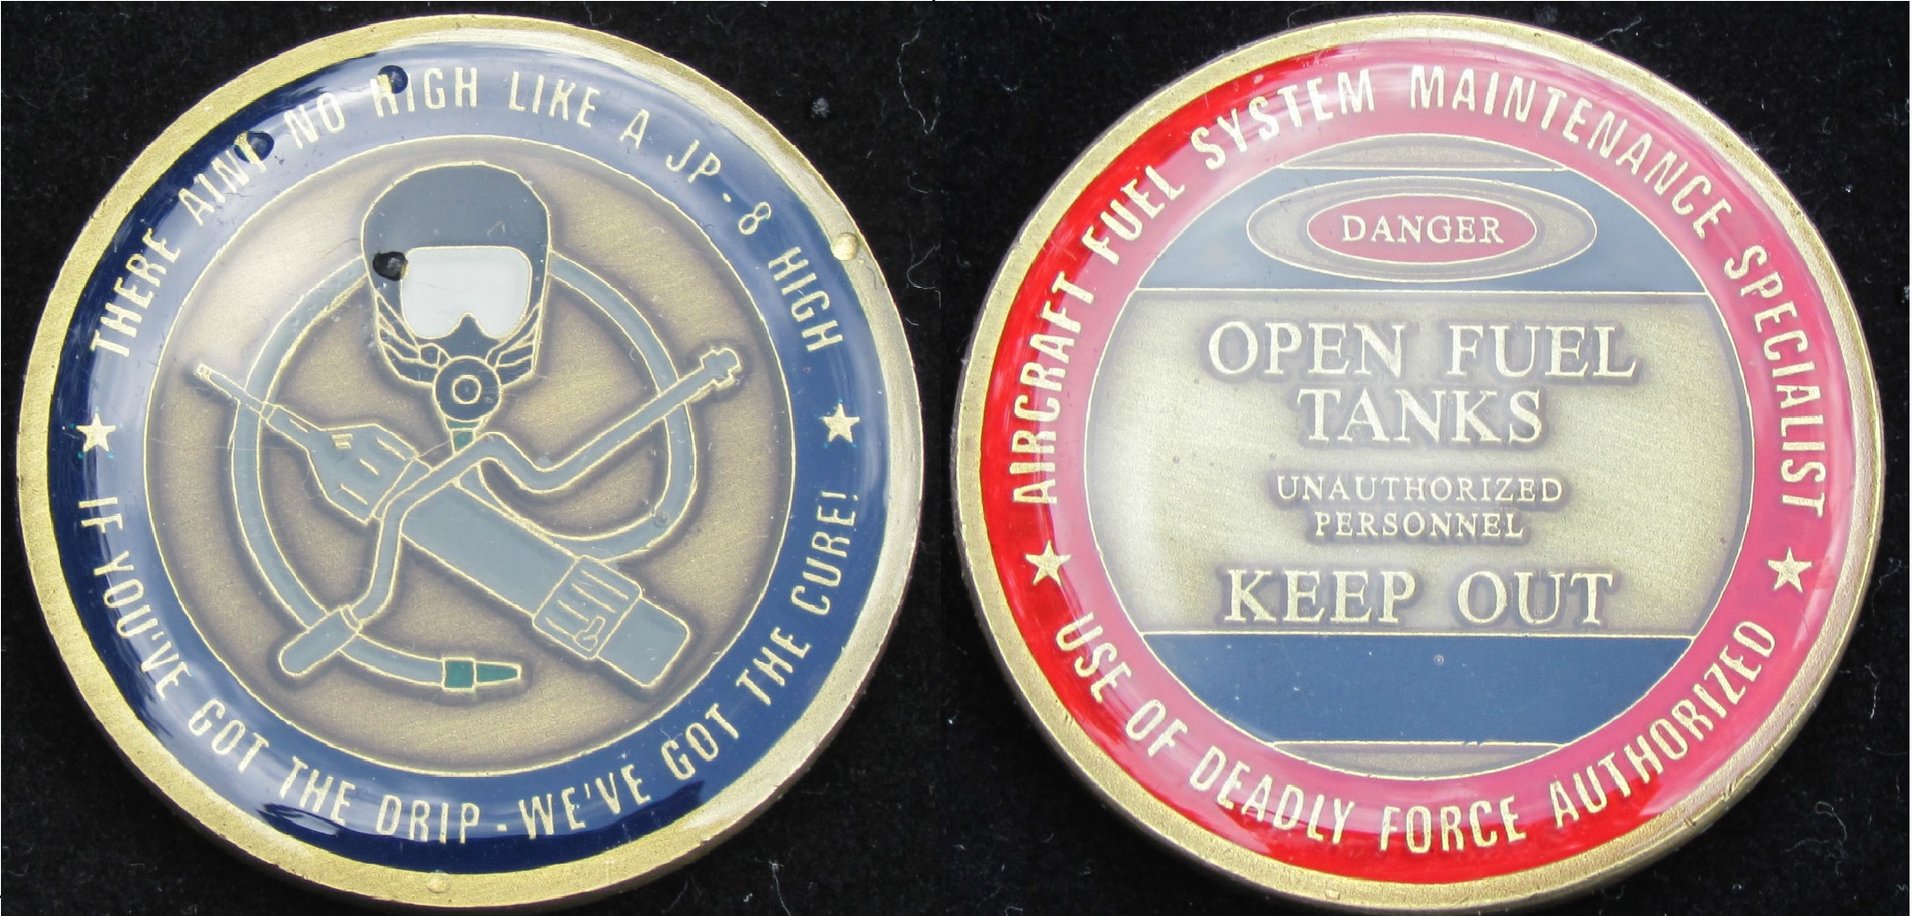 THERE AINT NO HIGH LIKE A JP-8 HIGH
IF YOU'VE GOT THE DRIP-WE'VE GOT THE CURE!
AIRCRAFT FUEL SYSTEM MAINTENANCE SPECIALIST
DANGER
OPEN FUEL
TANKS
UNAUTHORIZED
PERSONNEL
KEEP OUT
USE OF DEADLY FORCE AUTHORIZED